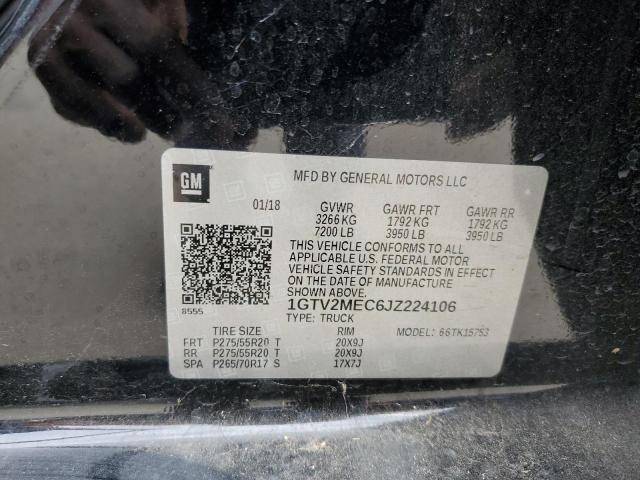 GM
MFD BY GENERAL MOTORS LLC
01/18 GVWR GAWR FRT GAWR RR
3266 KG 1792 KG 1792 KG
7200 LB 3950 LB 3950 LB
THIS VEHICLE CONFORMS TO ALL
APPLICABLE U.S. FEDERAL MOTOR
VEHICLE SAFETY STANDARDS IN EFFECT
ON THE DATE OF MANUFACTURE
SHOWN ABOVE.
8555 1GTV2MEC6JZ224106
TYPE: TRUCK
TIRE SIZE RIM MODEL: 66TK15753
FRT P275/55R20 T 20X9J
RR P275/55R20 T 20X9J
SPA P265/70R17 S 17X7J